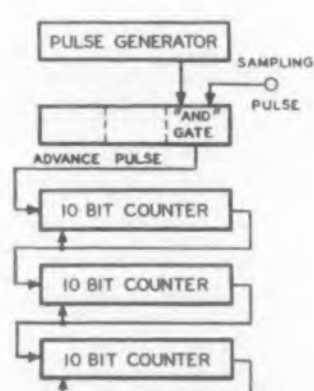 PULSE GENERATOR
SAMPLING
PULSE
"AND"
GATE
ADVANCE PULSE
10 BIT COUNTER
10 BIT COUNTER
10 BIT COUNTER